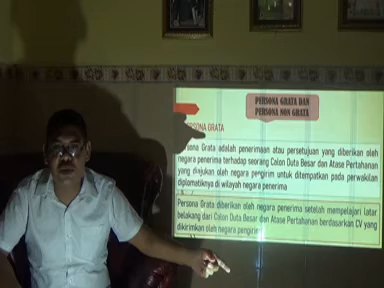 PERSONA GRATA DAN
PERSONA NON GRATA
PERSONA GRATA
Persona Grata adalah penerimaan atau persetujuan yang diberikan oleh
negara penerima terhadap seorang Calon Duta Besar dan Atase Pertahanan
yang diajukan oleh negara pengirim untuk ditempatkan pada perwakilan
diplomatiknya di wilayah negara penerima
Persona Grata diberikan oleh negara penerima setelah mempelajari latar
belakang dari Calon Duta Besar dan Atase Pertahanan berdasarkan CV yang
dikirimkan oleh negara pengirim